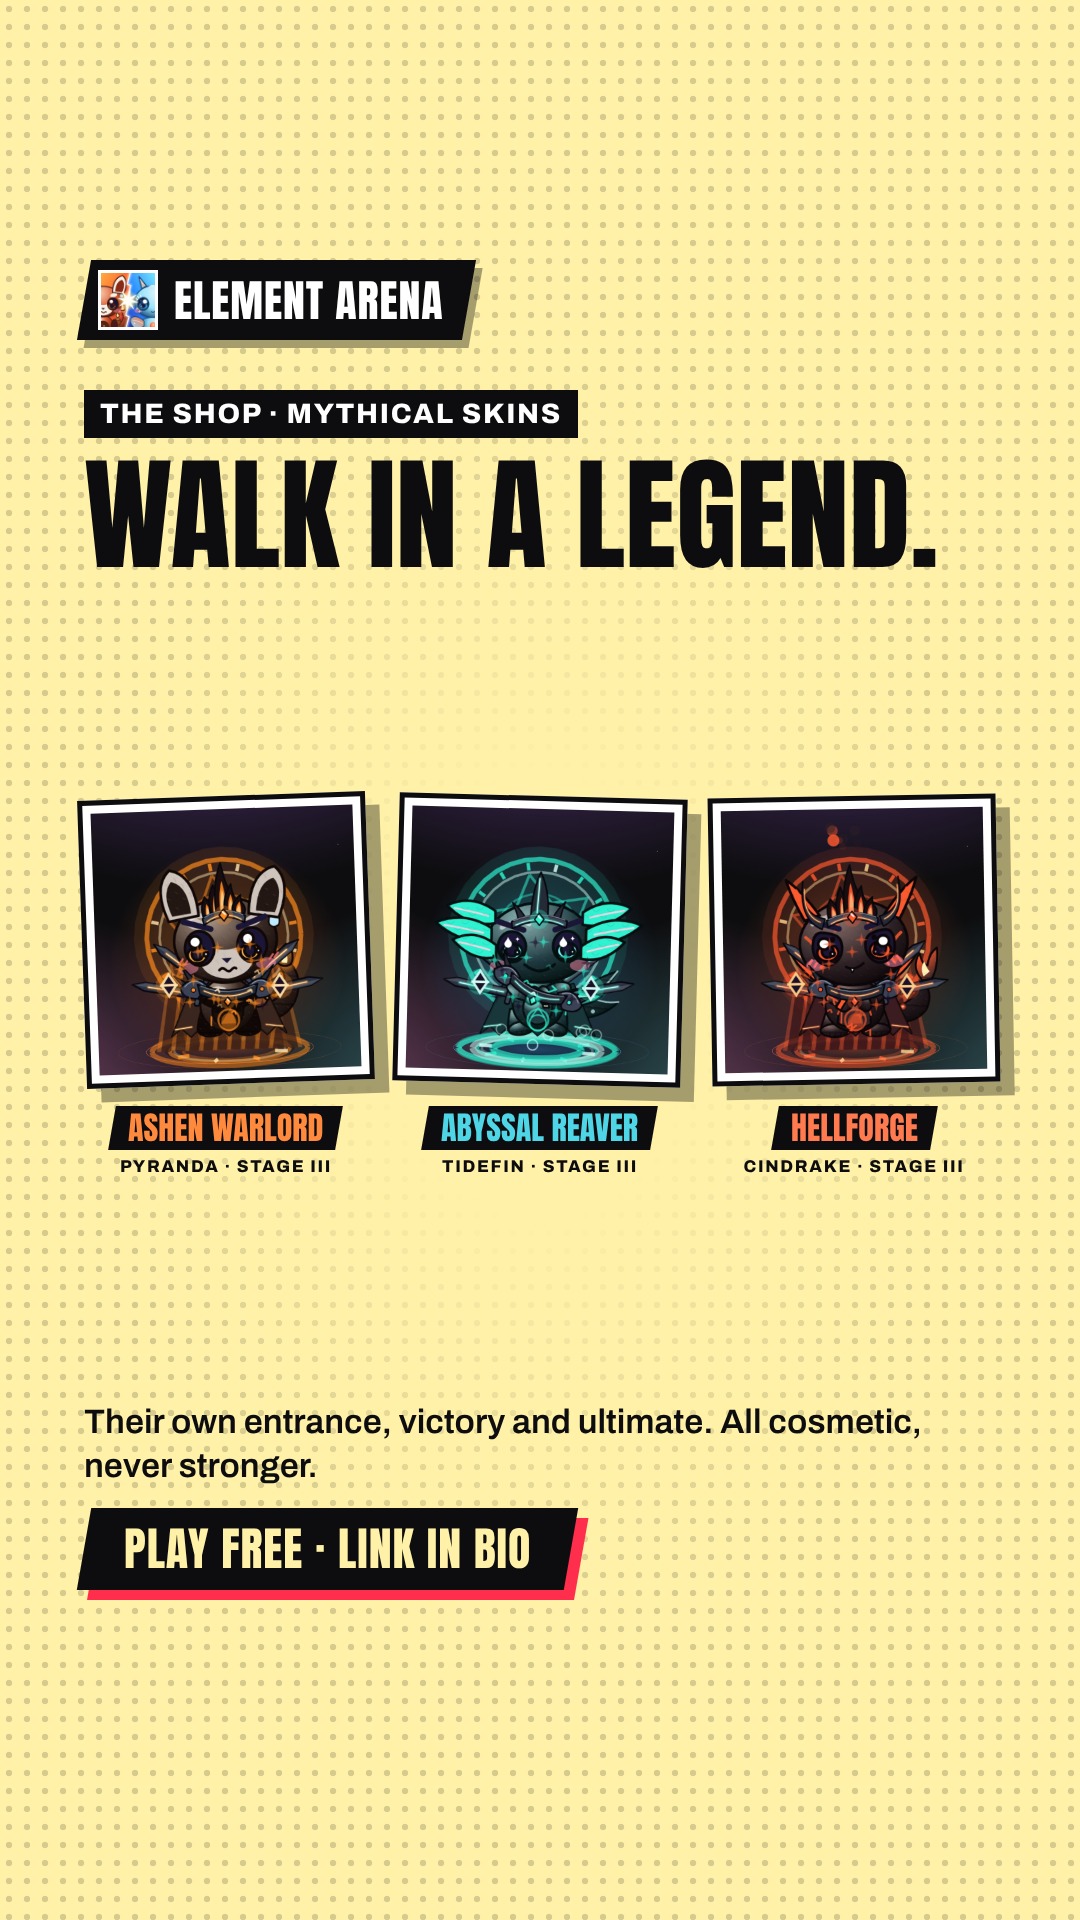 ELEMENT ARENA
THE SHOP · MYTHICAL SKINS
WALK IN A LEGEND.
ASHEN WARLORD
PYRANDA · STAGE III
ABYSSAL REAVER
TIDEFIN · STAGE III
HELLFORGE
CINDRAKE · STAGE III
Their own entrance, victory and ultimate. All cosmetic,
never stronger.
PLAY FREE · LINK IN BIO